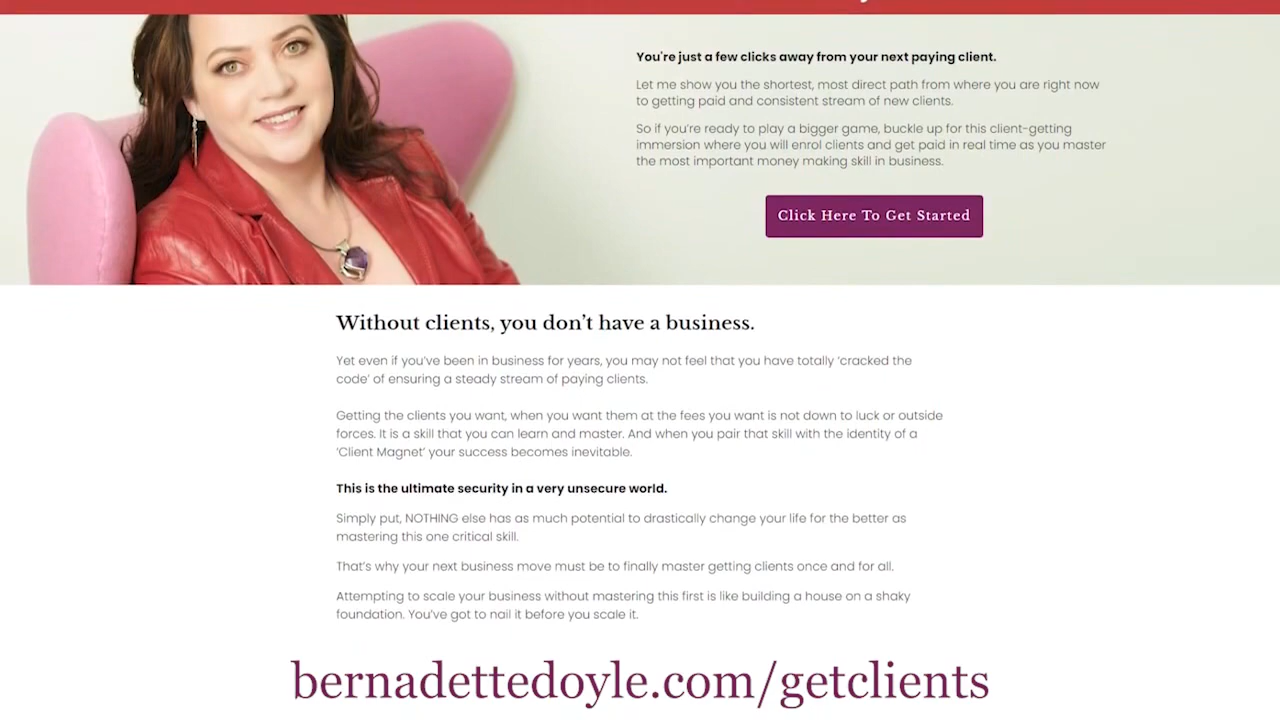 You're just a few clicks away from your next paying client.
Let me show you the shortest, most direct path from where you are right now
to getting paid and consistent stream of new clients.
So if you're ready to play a bigger game, buckle up for this client-getting
immersion where you will enrol clients and get paid in real time as you master
the most important money making skill in business.
Click Here To Get Started
Without clients, you don't have a business.
Yet even if you've been in business for years, you may not feel that you have totally 'cracked the
code' of ensuring a steady stream of paying clients.
Getting the clients you want, when you want them at the fees you want is not down to luck or outside
forces. It is a skill that you can learn and master. And when you pair that skill with the identity of a
'Client Magnet' your success becomes inevitable.
This is the ultimate security in a very unsecure world.
Simply put, NOTHING else has as much potential to drastically change your life for the better as
mastering this one critical skill.
That's why your next business move must be to finally master getting clients once and for all.
Attempting to scale your business without mastering this first is like building a house on a shaky
foundation. You've got to nail it before you scale it.
bernadettedoyle.com/getclients